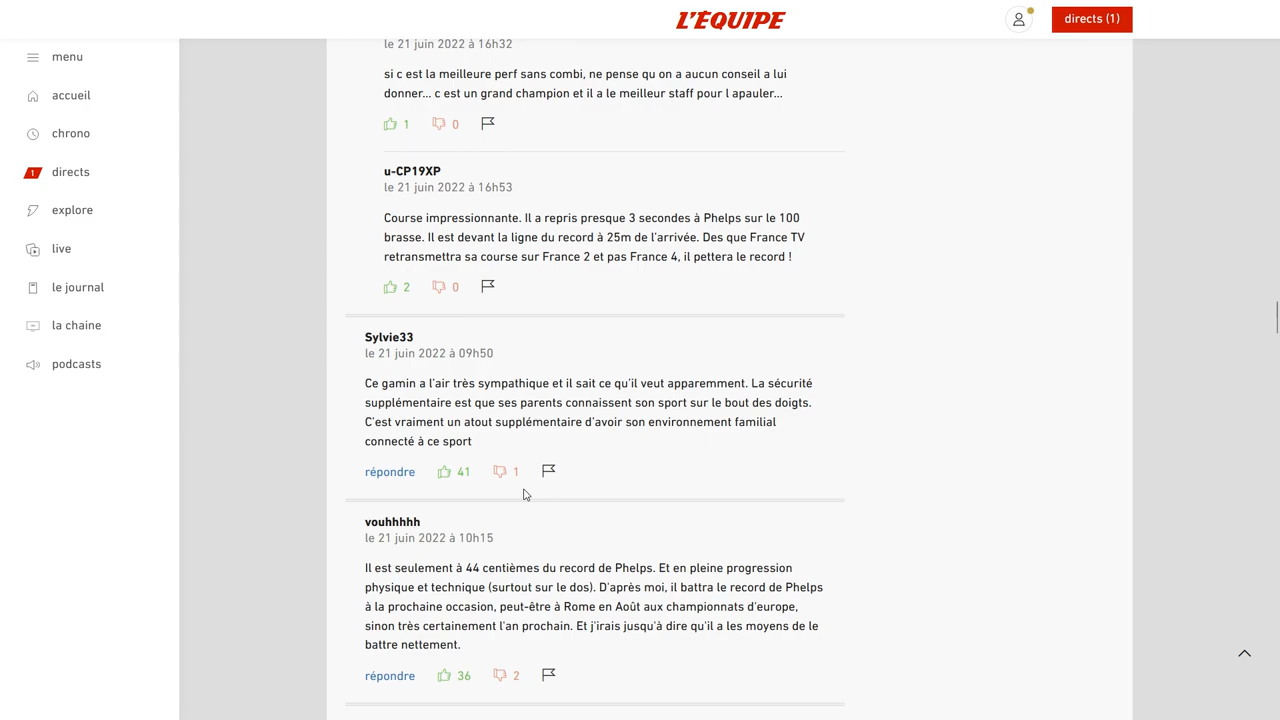 L'ÉQUIPE
directs (1)
menu
accueil
chrono
1 directs
explore
live
le journal
la chaine
podcasts
le 21 juin 2022 à 16h32
si c est la meilleure perf sans combi, ne pense qu on a aucun conseil a lui
donner... c est un grand champion et il a le meilleur staff pour l apauler...
1 0
u-CP19XP
le 21 juin 2022 à 16h53
Course impressionnante. Il a repris presque 3 secondes à Phelps sur le 100
brasse. Il est devant la ligne du record à 25m de l'arrivée. Des que France TV
retransmettra sa course sur France 2 et pas France 4, il pettera le record !
2 0
Sylvie33
le 21 juin 2022 à 09h50
Ce gamin a l'air très sympathique et il sait ce qu'il veut apparemment. La sécurité
supplémentaire est que ses parents connaissent son sport sur le bout des doigts.
C'est vraiment un atout supplémentaire d'avoir son environnement familial
connecté à ce sport
répondre 41 1
vouhhhhh
le 21 juin 2022 à 10h15
Il est seulement à 44 centièmes du record de Phelps. Et en pleine progression
physique et technique (surtout sur le dos). D'après moi, il battra le record de Phelps
à la prochaine occasion, peut-être à Rome en Août aux championnats d'europe,
sinon très certainement l'an prochain. Et j'irais jusqu'à dire qu'il a les moyens de le
battre nettement.
répondre 36 2